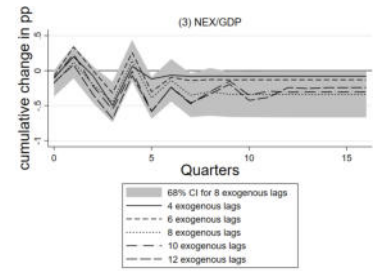 (3) NEX/GDP
cumulative change in pp
.5
0
-.5
-1
0 5 10 15
Quarters
68% CI for 8 exogenous lags
4 exogenous lags
6 exogenous lags
8 exogenous lags
10 exogenous lags
12 exogenous lags